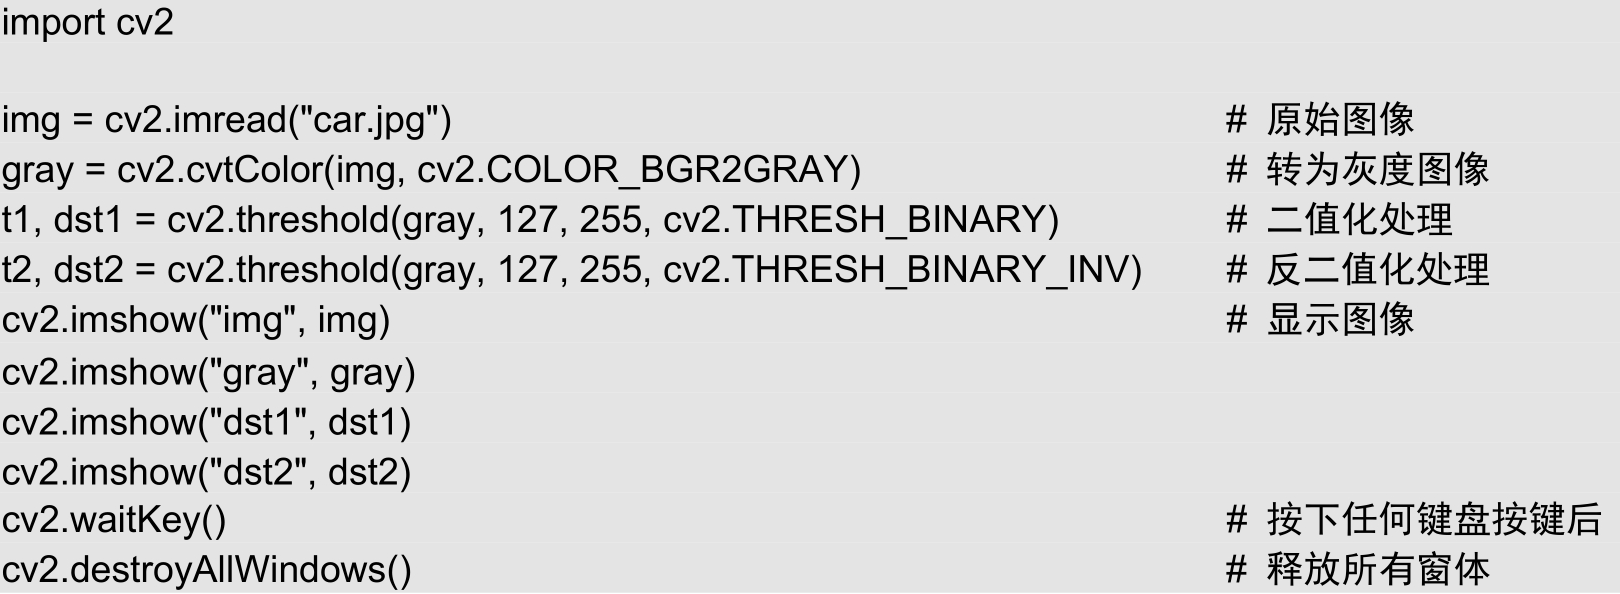 import cv2
img = cv2.imread("car.jpg") # 原始图像
gray = cv2.cvtColor(img, cv2.COLOR_BGR2GRAY) # 转为灰度图像
t1, dst1 = cv2.threshold(gray, 127, 255, cv2.THRESH_BINARY) # 二值化处理
t2, dst2 = cv2.threshold(gray, 127, 255, cv2.THRESH_BINARY_INV) # 反二值化处理
cv2.imshow("img", img) # 显示图像
cv2.imshow("gray", gray)
cv2.imshow("dst1", dst1)
cv2.imshow("dst2", dst2)
cv2.waitKey() # 按下任何键盘按键后
cv2.destroyAllWindows() # 释放所有窗体